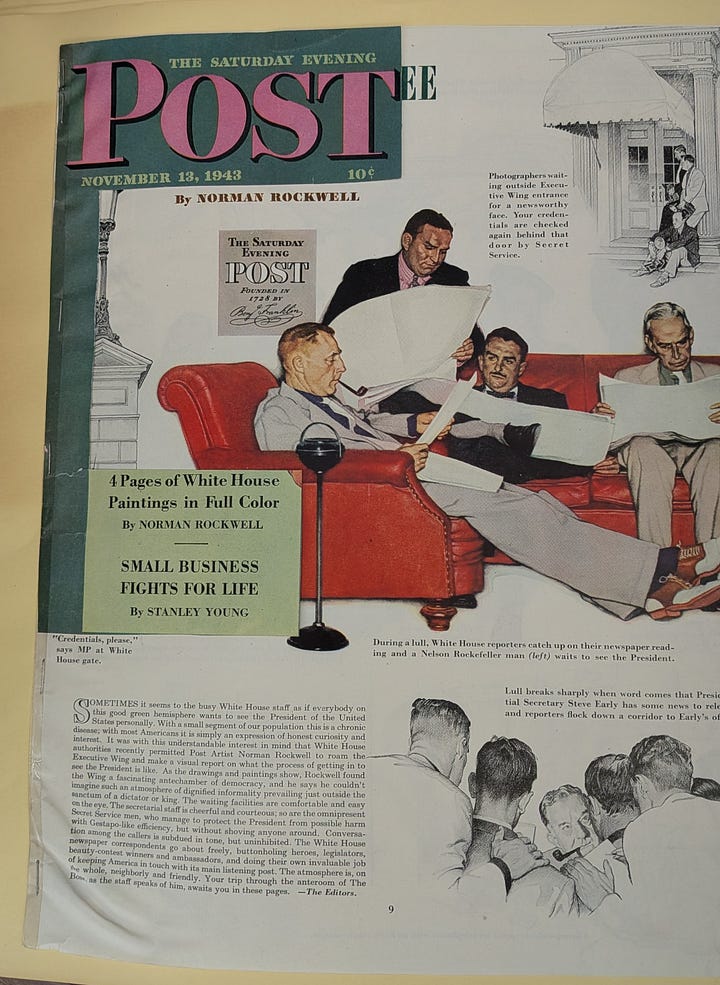 THE SATURDAY EVENING
POST
EE
NOVEMBER 13, 1943 10¢
By NORMAN ROCKWELL
Photographers wait-
ing outside Execu-
tive Wing entrance
for a newsworthy
face. Your creden-
tials are checked
again behind that
door by Secret
Service.
THE SATURDAY
EVENING
POST
FOUNDED IN
1728 BY
Benj. Franklin
4 Pages of White House
Paintings in Full Color
By NORMAN ROCKWELL
SMALL BUSINESS
FIGHTS FOR LIFE
By STANLEY YOUNG
"Credentials, please,"
says MP at White
House gate.
During a lull, White House reporters catch up on their newspaper read-
ing and a Nelson Rockefeller man (left) waits to see the President.
SOMETIMES it seems to the busy White House staff as if everybody on
this good green hemisphere wants to see the President of the United
States personally. With a small segment of our population this is a chronic
disease; with most Americans it is simply an expression of honest curiosity and
interest. It was with this understandable interest in mind that White House
authorities recently permitted Post Artist Norman Rockwell to roam the
Executive Wing and make a visual report on what the process of getting in to
see the President is like. As the drawings and paintings show, Rockwell found
the Wing a fascinating antechamber of democracy, and he says he couldn't
imagine such an atmosphere of dignified informality prevailing just outside the
sanctum of a dictator or king. The waiting facilities are comfortable and easy
on the eye. The secretarial staff is cheerful and courteous; so are the omnipresent
Secret Service men, who manage to protect the President from possible harm
with Gestapo-like efficiency, but without shoving anyone around. Conversa-
tion among the callers is subdued in tone, but uninhibited. The White House
newspaper correspondents go about freely, buttonholing heroes, legislators,
beauty-contest winners and ambassadors, and doing their own invaluable job
of keeping America in touch with its main listening post. The atmosphere is, on
the whole, neighborly and friendly. Your trip through the anteroom of The
Boss, as the staff speaks of him, awaits you in these pages. —The Editors.
Lull breaks sharply when word comes that Presi
tial Secretary Steve Early has some news to rele
and reporters flock down a corridor to Early's of
9